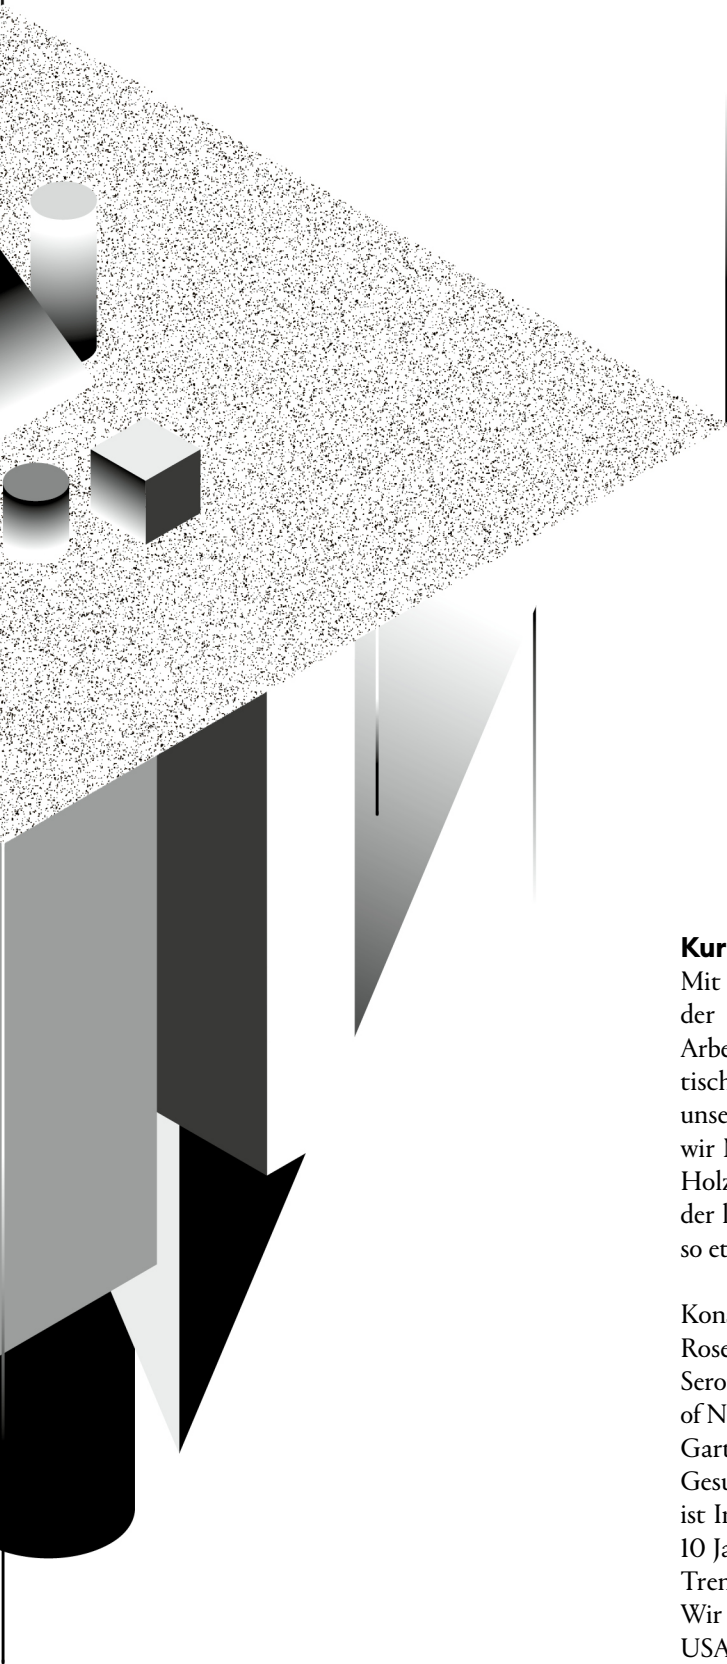 Kur
Mit
der
Arbe
tisch
unse
wir
Holz
der
so et
Kon
Rose
Sero
of N
Gart
Gesu
ist In
10 Ja
Tren
Wir
USA